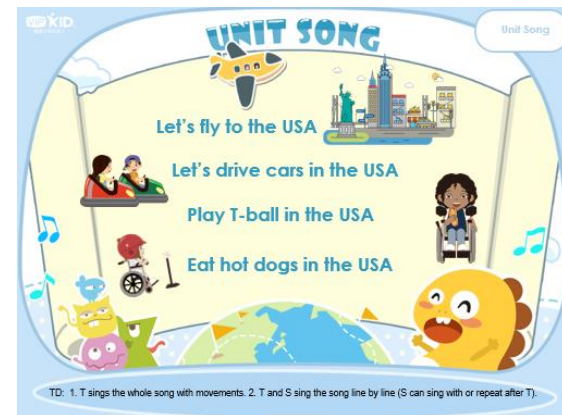 VIPKID
Unit Song
UNIT SONG
Let's fly to the USA
Let's drive cars in the USA
Play T-ball in the USA
Eat hot dogs in the USA
TD: 1. T sings the whole song with movements. 2. T and S sing the song line by line (S can sing with or repeat after T).